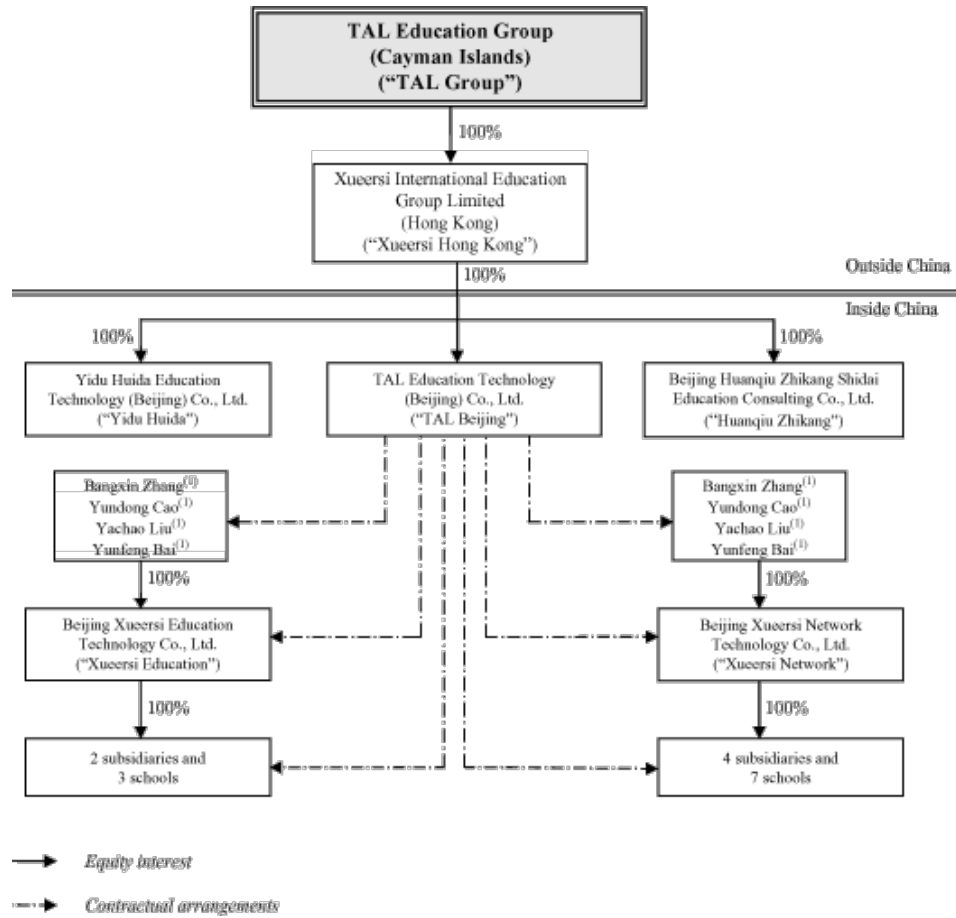 TAL Education Group
(Cayman Islands)
(“TAL Group”)
100%
Xueersi International Education
Group Limited
(Hong Kong)
(“Xueersi Hong Kong”)
100%
Outside China
Inside China
100%
100%
Yidu Huida Education
Technology (Beijing) Co., Ltd.
(“Yidu Huida”)
TAL Education Technology
(Beijing) Co., Ltd.
(“TAL Beijing”)
Beijing Huanqiu Zhikang Shidai
Education Consulting Co., Ltd.
(“Huanqiu Zhikang”)
Bangxin Zhang(1)
Yundong Cao(1)
Yachao Liu(1)
Yunfeng Bai(1)
Bangxin Zhang(1)
Yundong Cao(1)
Yachao Liu(1)
Yunfeng Bai(1)
100%
100%
Beijing Xueersi Education
Technology Co., Ltd.
(“Xueersi Education”)
Beijing Xueersi Network
Technology Co., Ltd.
(“Xueersi Network”)
100%
100%
2 subsidiaries and
3 schools
4 subsidiaries and
7 schools
Equity interest
Contractual arrangements